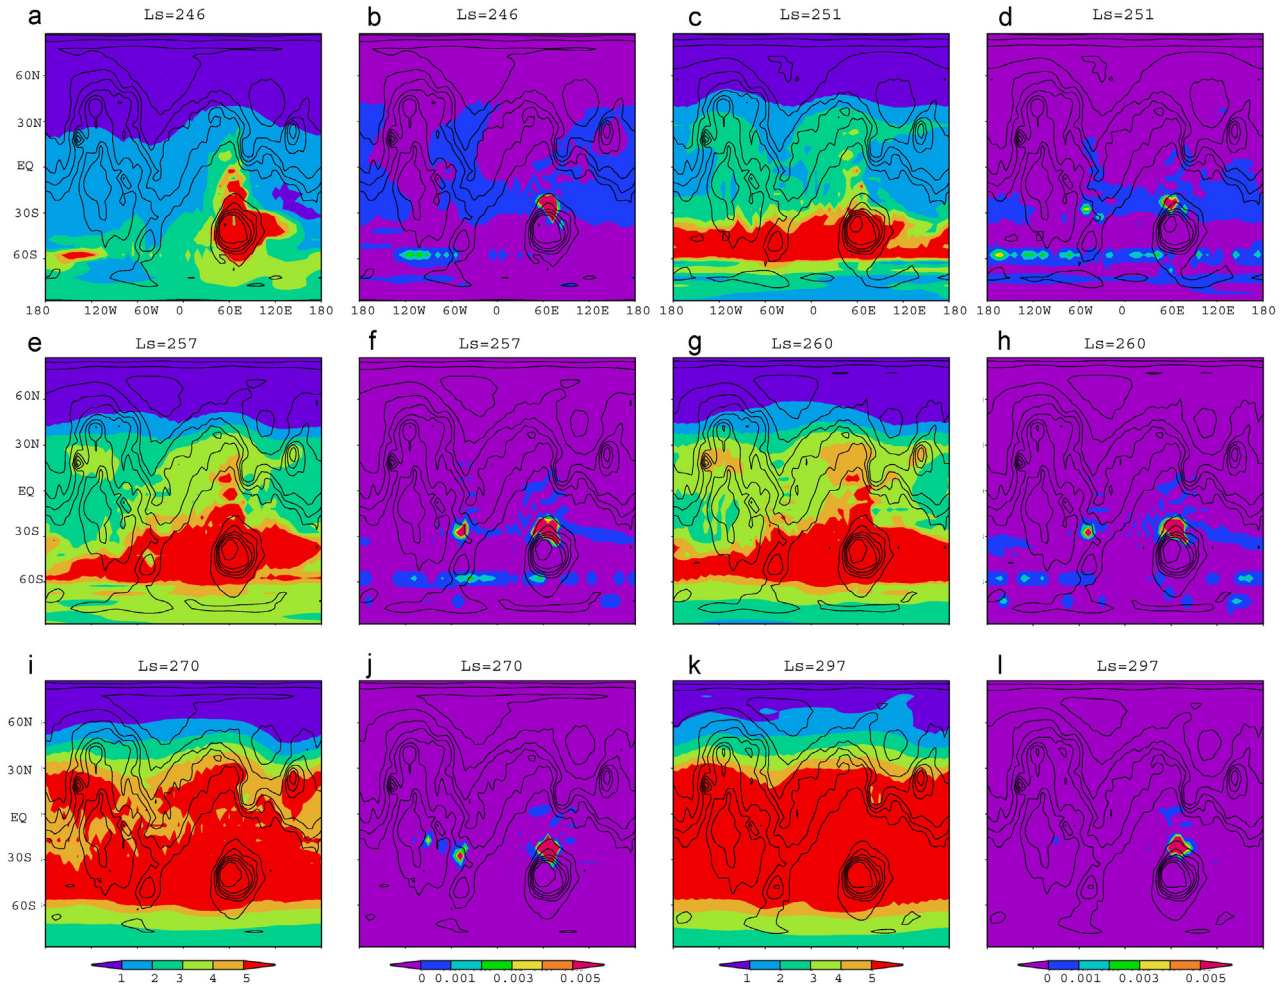 a Ls=246 b Ls=246 c Ls=251 d Ls=251
60N
30N
EQ
30S
60S
180 120W 60W 0 60E 120E 180 120W 60W 0 60E 120E 180 120W 60W 0 60E 120E 180 120W 60W 0 60E 120E 180
e Ls=257 f Ls=257 g Ls=260 h Ls=260
60N
30N
EQ
30S
60S
i Ls=270 j Ls=270 k Ls=297 l Ls=297
60N
30N
EQ
30S
60S
1 2 3 4 5 0 0.001 0.003 0.005 1 2 3 4 5 0 0.001 0.003 0.005